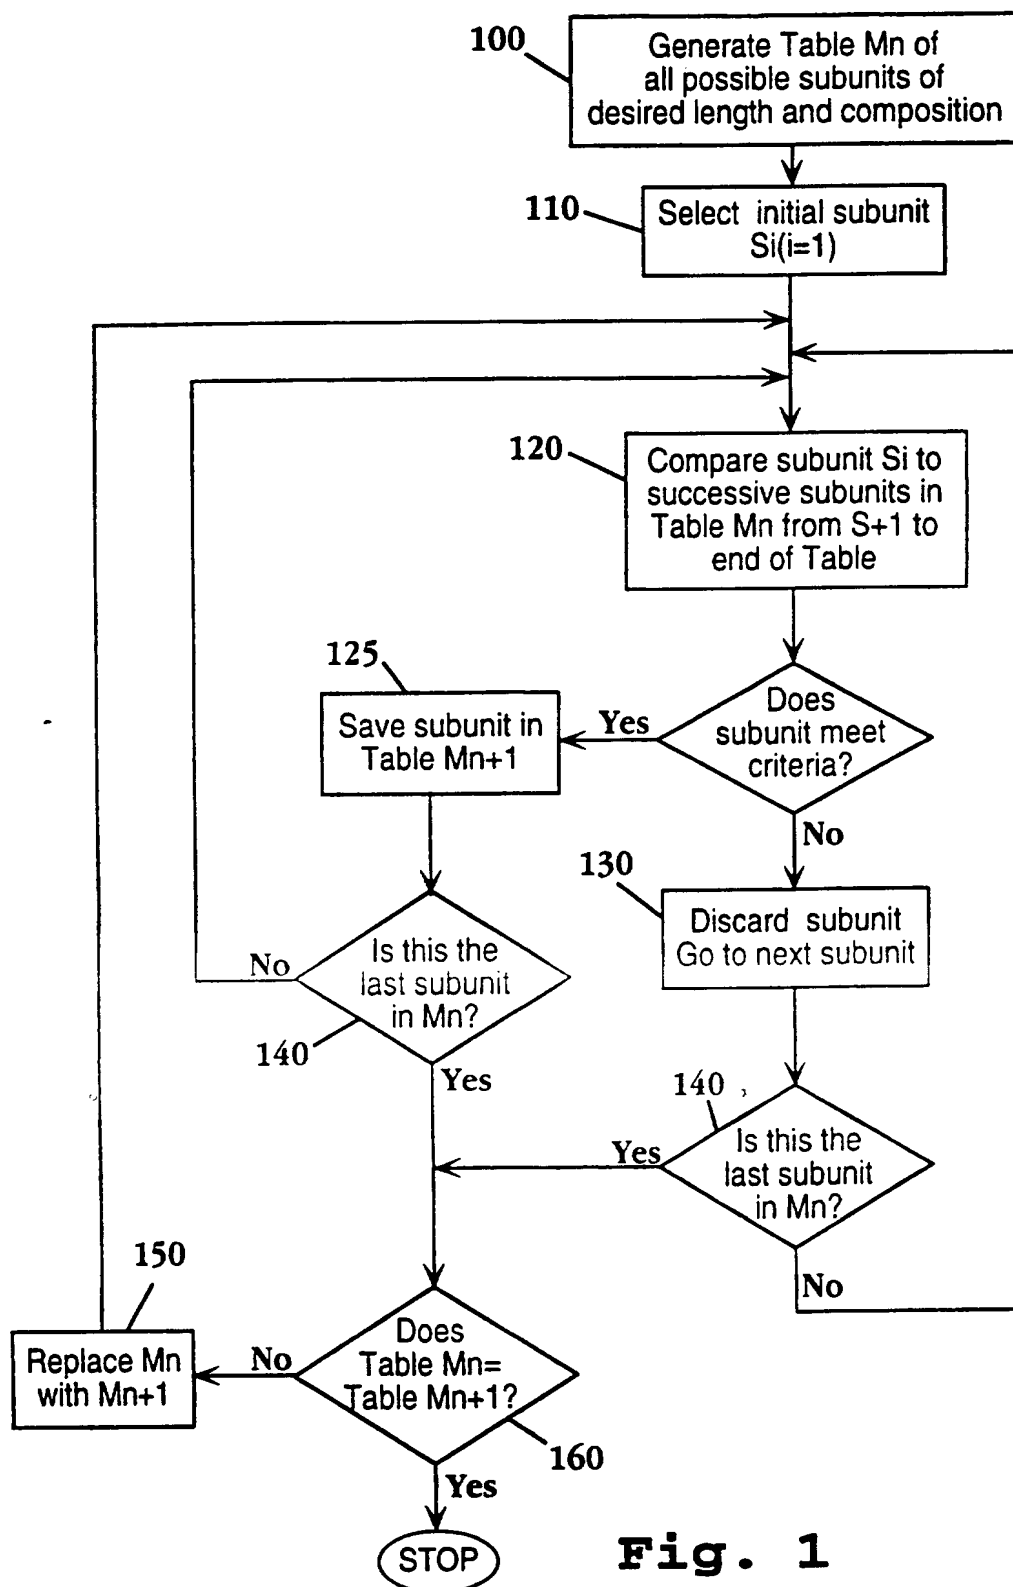 100
Generate Table Mn of
all possible subunits of
desired length and composition
110
Select initial subunit
Si(i=1)
120
Compare subunit Si to
successive subunits in
Table Mn from S+1 to
end of Table
125
Save subunit in
Table Mn+1
Yes
Does
subunit meet
criteria?
No
130
Discard subunit
Go to next subunit
No
Is this the
last subunit
in Mn?
140
Yes
140
Yes
Is this the
last subunit
in Mn?
No
150
Replace Mn
with Mn+1
No
Does
Table Mn=
Table Mn+1?
160
Yes
STOP
Fig. 1